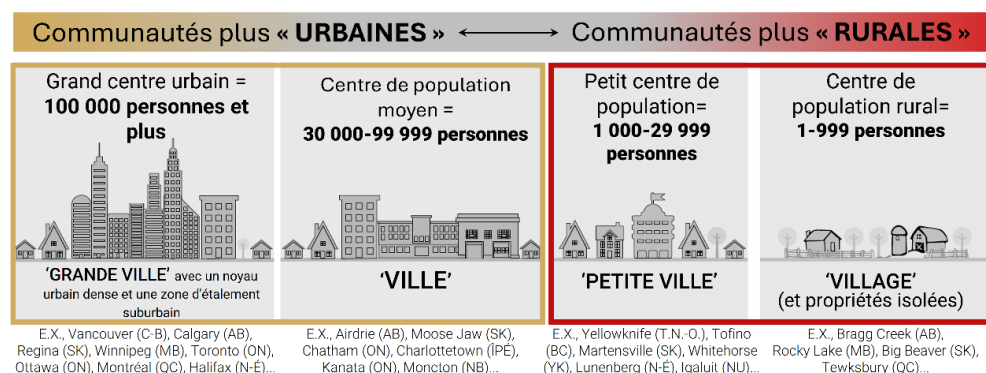 Communautés plus « URBAINES » ⟷ Communautés plus « RURALES »
Grand centre urbain =
100 000 personnes et
plus
'GRANDE VILLE' avec un noyau
urbain dense et une zone d'étalement
suburbain
E.X., Vancouver (C-B), Calgary (AB),
Regina (SK), Winnipeg (MB), Toronto (ON),
Ottawa (ON), Montréal (QC), Halifax (N-É)...
Centre de population
moyen =
30 000-99 999 personnes
'VILLE'
E.X., Airdrie (AB), Moose Jaw (SK),
Chatham (ON), Charlottetown (ÎPÉ),
Kanata (ON), Moncton (NB)...
Petit centre de
population=
1 000-29 999
personnes
'PETITE VILLE'
E.X., Yellowknife (T.N.-O.), Tofino
(BC), Martensville (SK), Whitehorse
(YK), Lunenberg (N-É), Iqaluit (NU)...
Centre de
population rural=
1-999 personnes
'VILLAGE'
(et propriétés isolées)
E.X., Bragg Creek (AB),
Rocky Lake (MB), Big Beaver (SK),
Tewksbury (QC)...